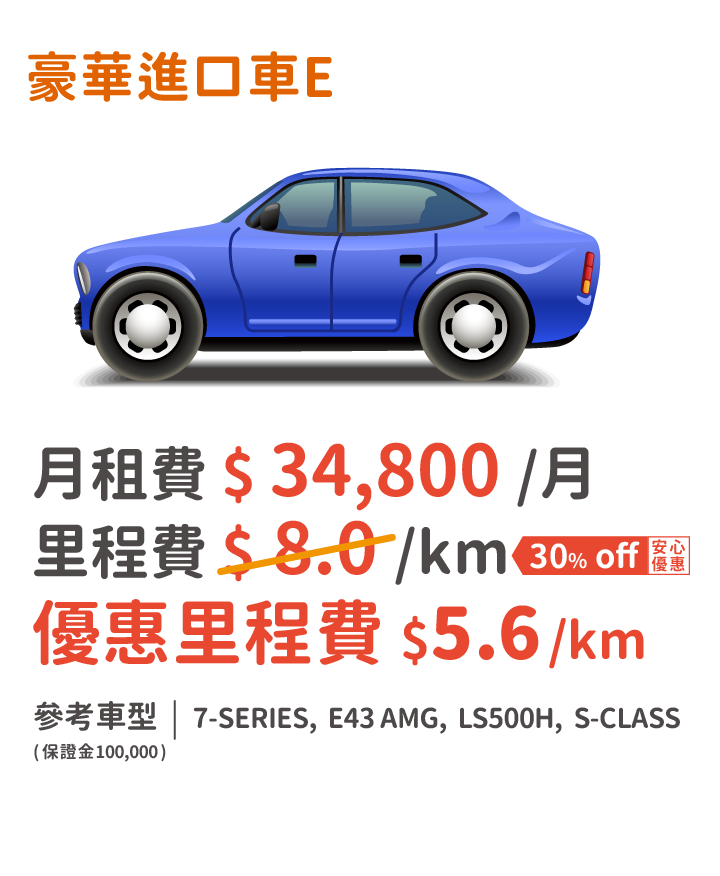 豪華進口車E
月租費 $ 34,800 /月
里程費 $ 8.0 /km 30% off 安心優惠
優惠里程費 $5.6/km
參考車型 | 7-SERIES, E43 AMG, LS500H, S-CLASS
(保證金100,000)